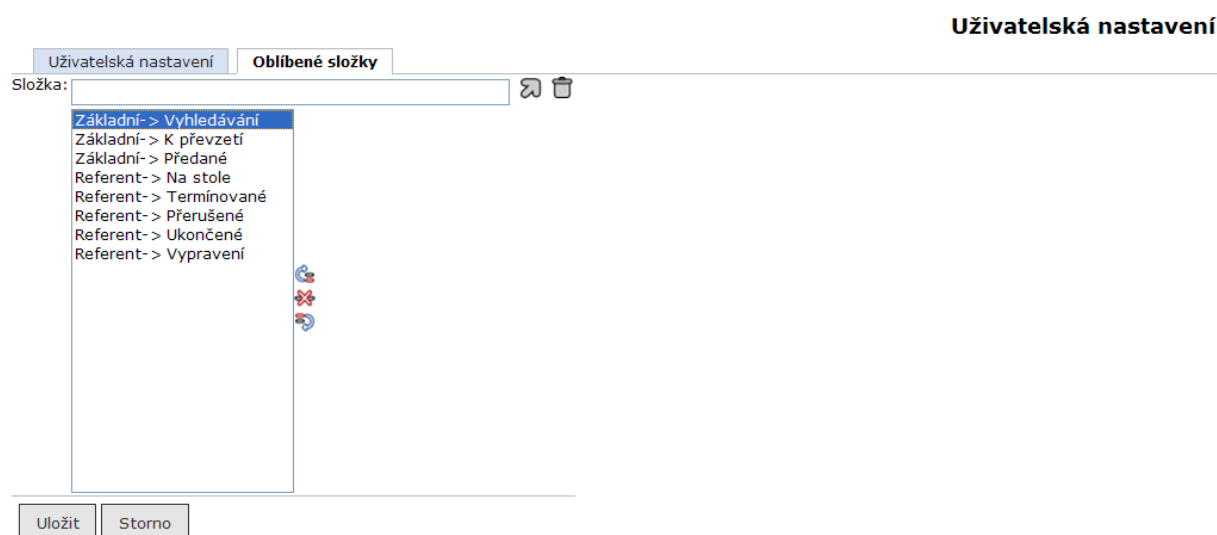 Uživatelská nastavení
Uživatelská nastavení Oblíbené složky
Složka:
Základní-> Vyhledávání
Základní-> K převzetí
Základní-> Předané
Referent-> Na stole
Referent-> Termínované
Referent-> Přerušené
Referent-> Ukončené
Referent-> Vypravení
Uložit Storno